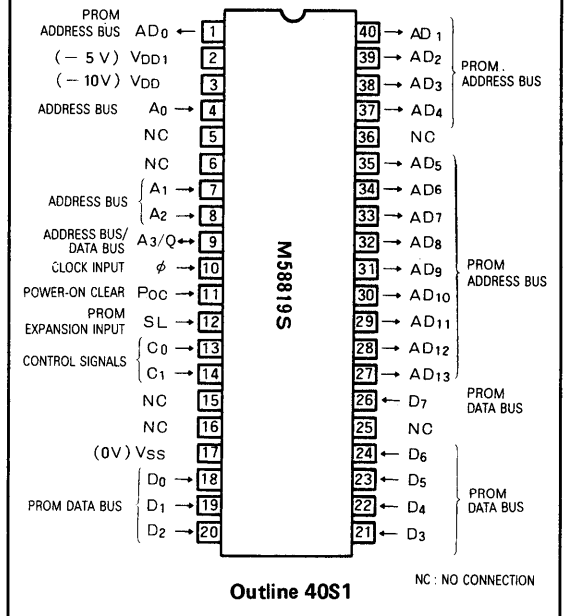 PROM
ADDRESS BUS AD0 ← 1
(− 5 V) VDD1 2
(− 10V) VDD 3
ADDRESS BUS A0 → 4
NC 5
NC 6
ADDRESS BUS
A1 → 7
A2 → 8
ADDRESS BUS/
DATA BUS A3/Q ↔ 9
CLOCK INPUT φ → 10
POWER-ON CLEAR POC → 11
PROM
EXPANSION INPUT SL → 12
CONTROL SIGNALS
C0 → 13
C1 → 14
NC 15
NC 16
(0V) VSS 17
PROM DATA BUS
D0 → 18
D1 → 19
D2 → 20
M58819S
40 → AD1
39 → AD2
38 → AD3
37 → AD4
PROM.
ADDRESS BUS
36 NC
35 → AD5
34 → AD6
33 → AD7
32 → AD8
31 → AD9
30 → AD10
29 → AD11
28 → AD12
27 → AD13
PROM
ADDRESS BUS
26 ← D7
PROM
DATA BUS
25 NC
24 ← D6
23 ← D5
22 ← D4
21 ← D3
PROM
DATA BUS
Outline 40S1
NC : NO CONNECTION